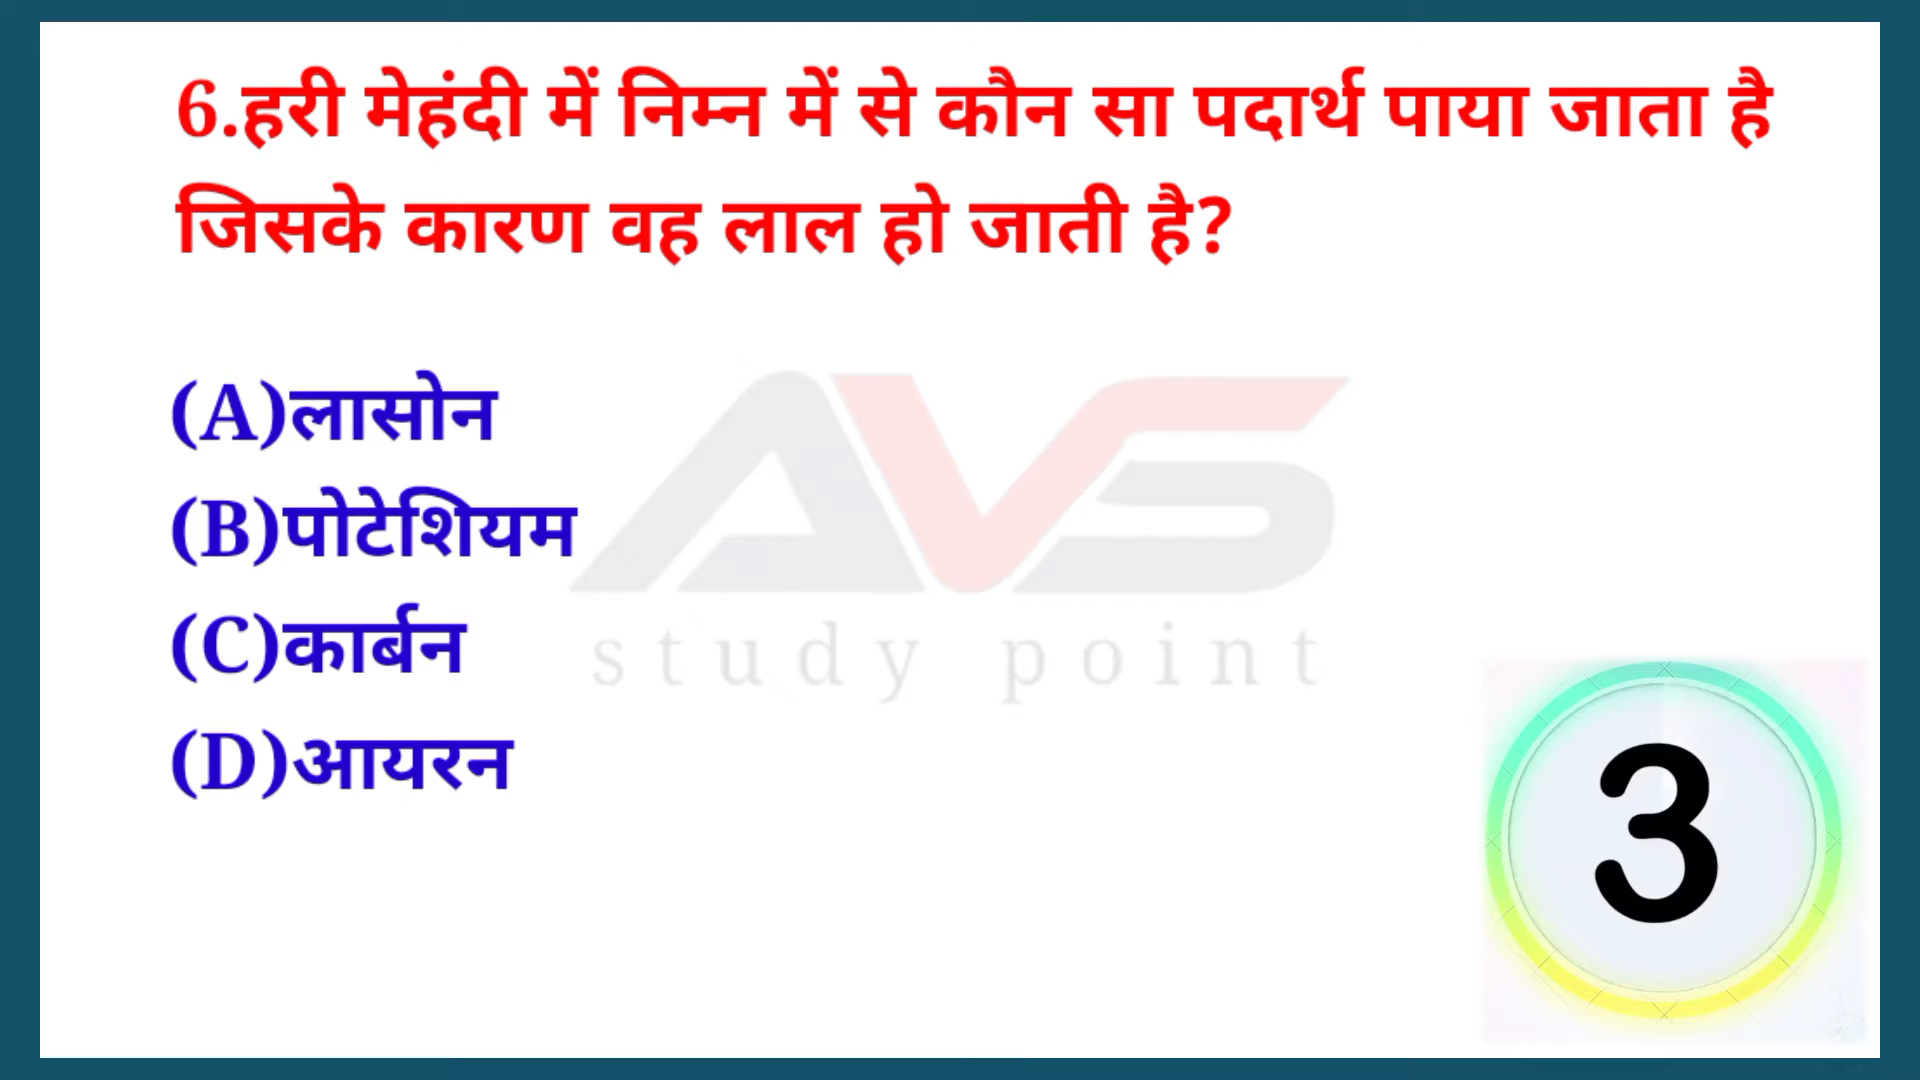 6.हरी मेहंदी में निम्न में से कौन सा पदार्थ पाया जाता है
जिसके कारण वह लाल हो जाती है?
(A)लासोन
(B)पोटेशियम
(C)कार्बन
(D)आयरन
AVS
study point
3